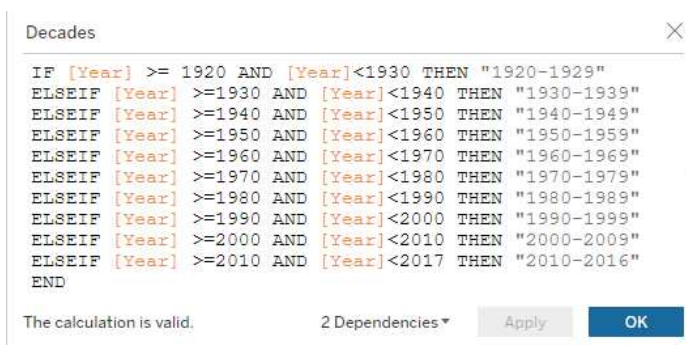 Decades
IF [Year] >= 1920 AND [Year]<1930 THEN "1920-1929"
ELSEIF [Year] >=1930 AND [Year]<1940 THEN "1930-1939"
ELSEIF [Year] >=1940 AND [Year]<1950 THEN "1940-1949"
ELSEIF [Year] >=1950 AND [Year]<1960 THEN "1950-1959"
ELSEIF [Year] >=1960 AND [Year]<1970 THEN "1960-1969"
ELSEIF [Year] >=1970 AND [Year]<1980 THEN "1970-1979"
ELSEIF [Year] >=1980 AND [Year]<1990 THEN "1980-1989"
ELSEIF [Year] >=1990 AND [Year]<2000 THEN "1990-1999"
ELSEIF [Year] >=2000 AND [Year]<2010 THEN "2000-2009"
ELSEIF [Year] >=2010 AND [Year]<2017 THEN "2010-2016"
END
The calculation is valid. 2 Dependencies Apply OK